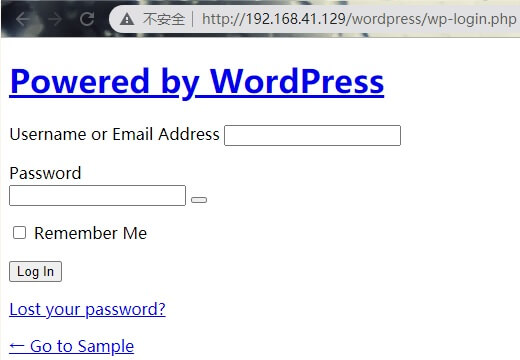 不安全 | http://192.168.41.129/wordpress/wp-login.php
Powered by WordPress
Username or Email Address
Password
Remember Me
Log In
Lost your password?
← Go to Sample